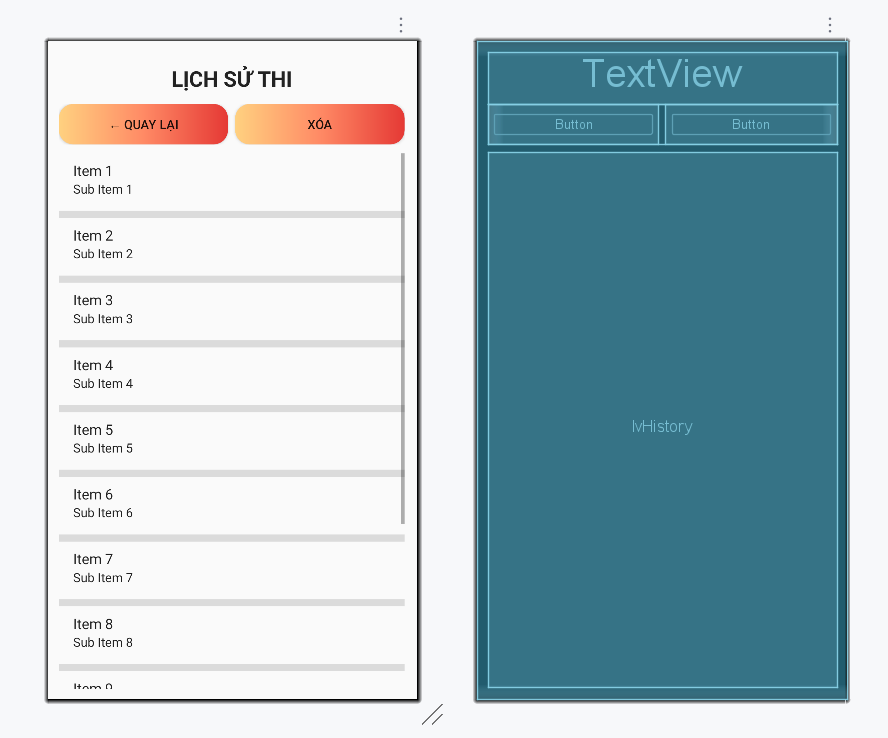 LỊCH SỬ THI
← QUAY LẠI
XÓA
Item 1
Sub Item 1
Item 2
Sub Item 2
Item 3
Sub Item 3
Item 4
Sub Item 4
Item 5
Sub Item 5
Item 6
Sub Item 6
Item 7
Sub Item 7
Item 8
Sub Item 8
Item 9
TextView
Button
Button
lvHistory